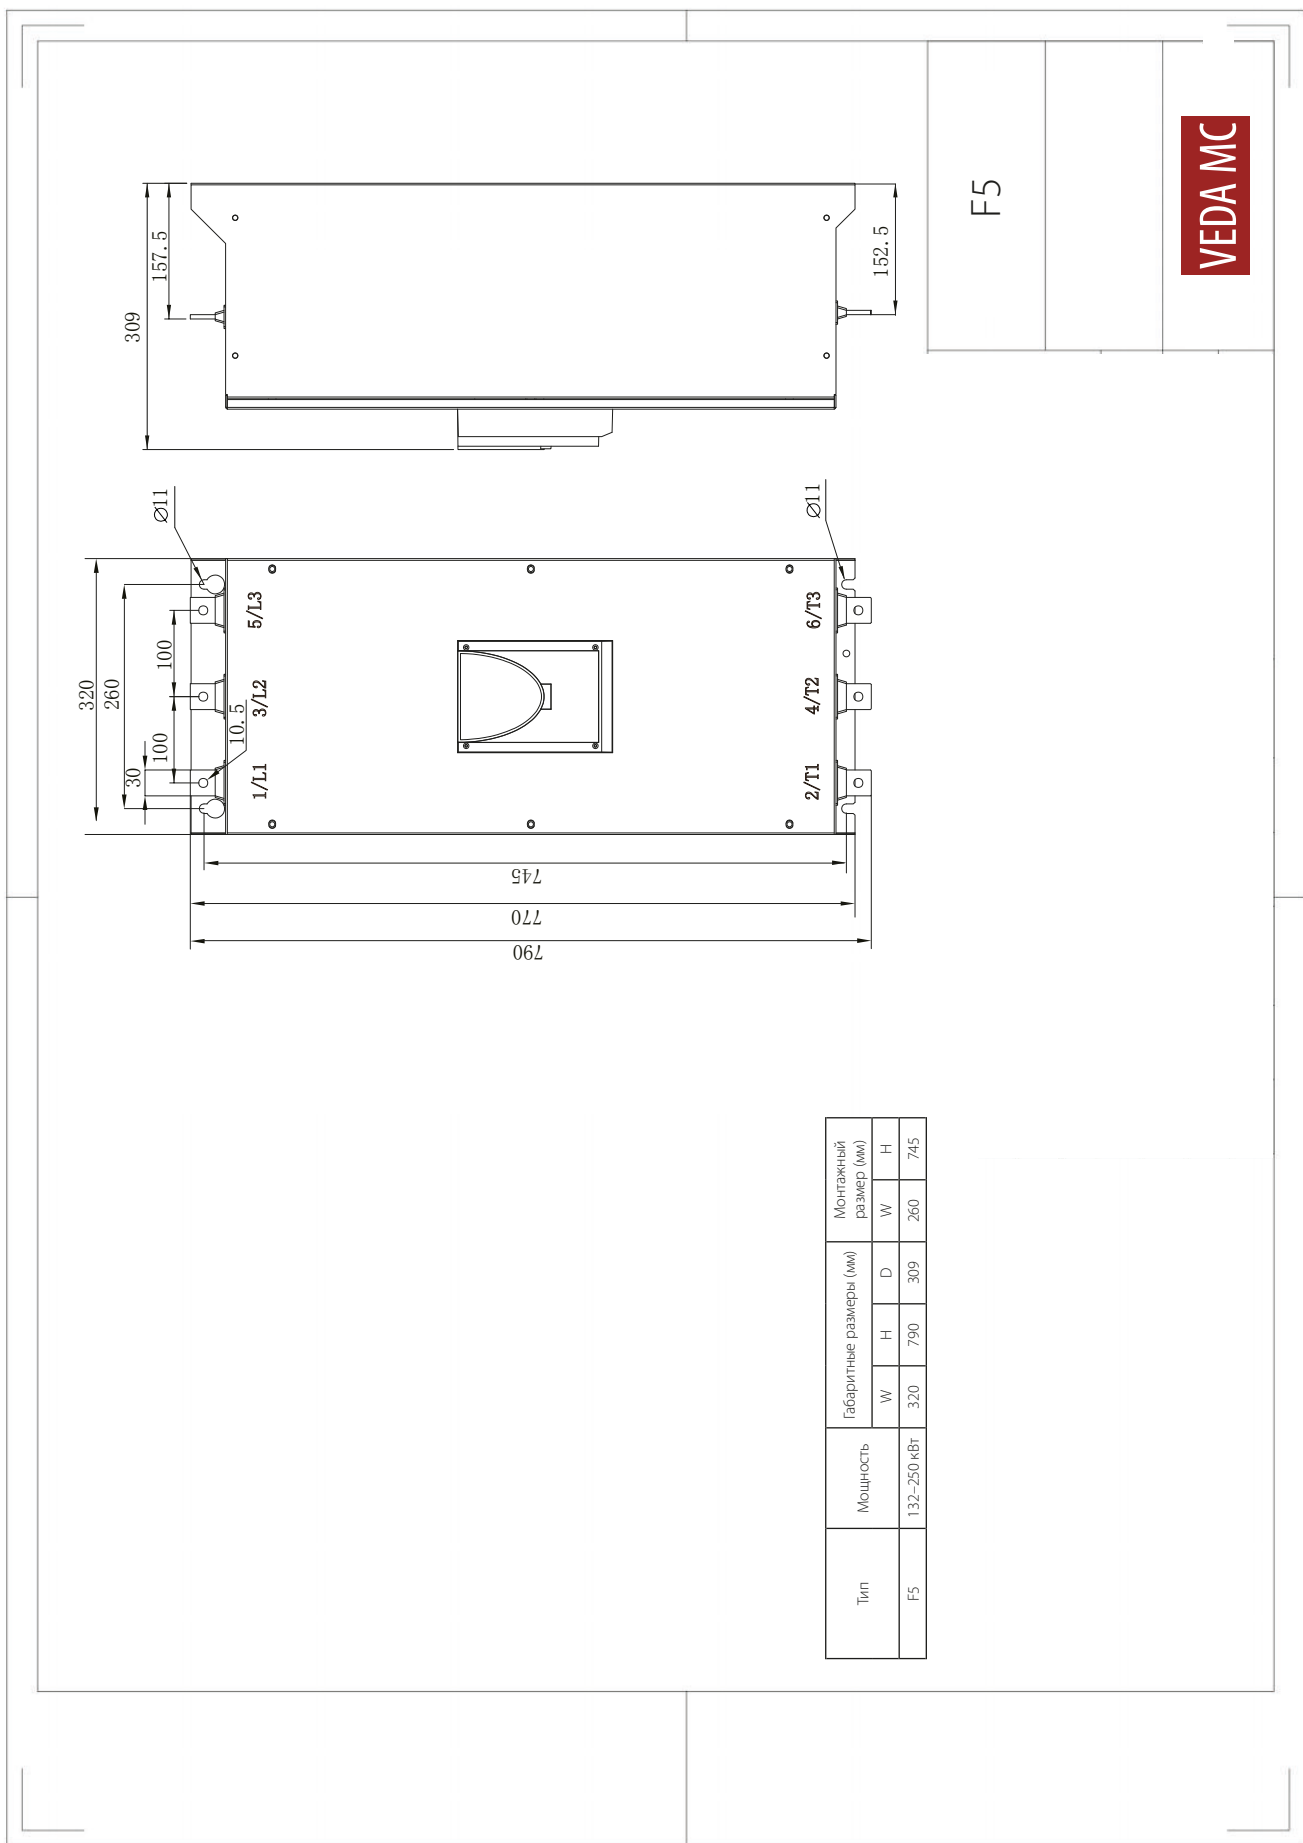 320
260
100
100
30
10.5
Ø11
Ø11
1/L1
3/L2
5/L3
2/T1
4/T2
6/T3
745
770
790
309
157.5
152.5
Тип
Мощность
Габаритные размеры (мм)
Монтажный
размер (мм)
W H D W H
F5 132–250 кВт 320 790 309 260 745
F5
VEDA MC